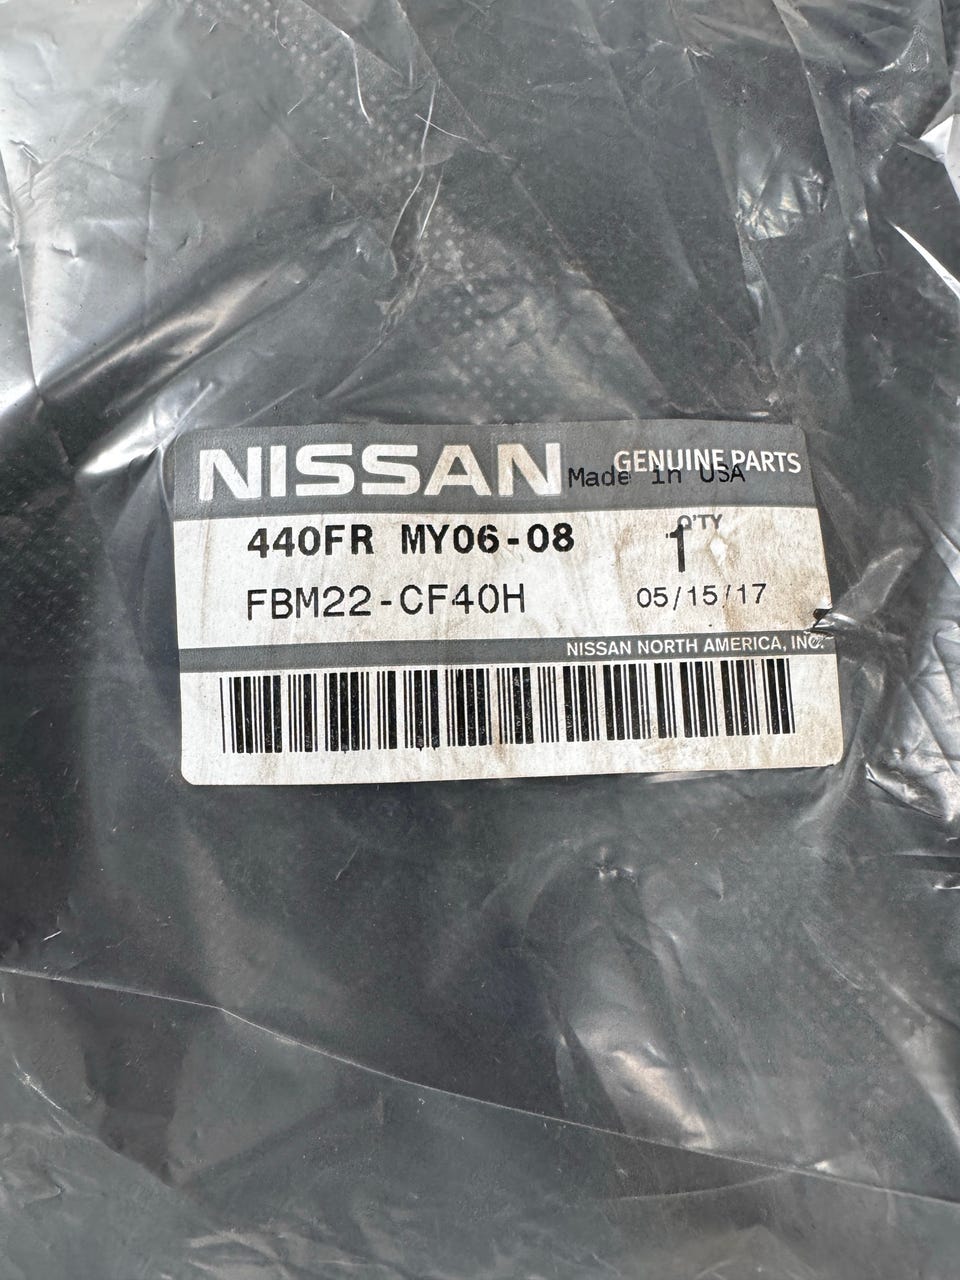 NISSAN GENUINE PARTS
Made in USA
440FR MY06-08 Q'TY
1
FBM22-CF40H 05/15/17
NISSAN NORTH AMERICA, INC.